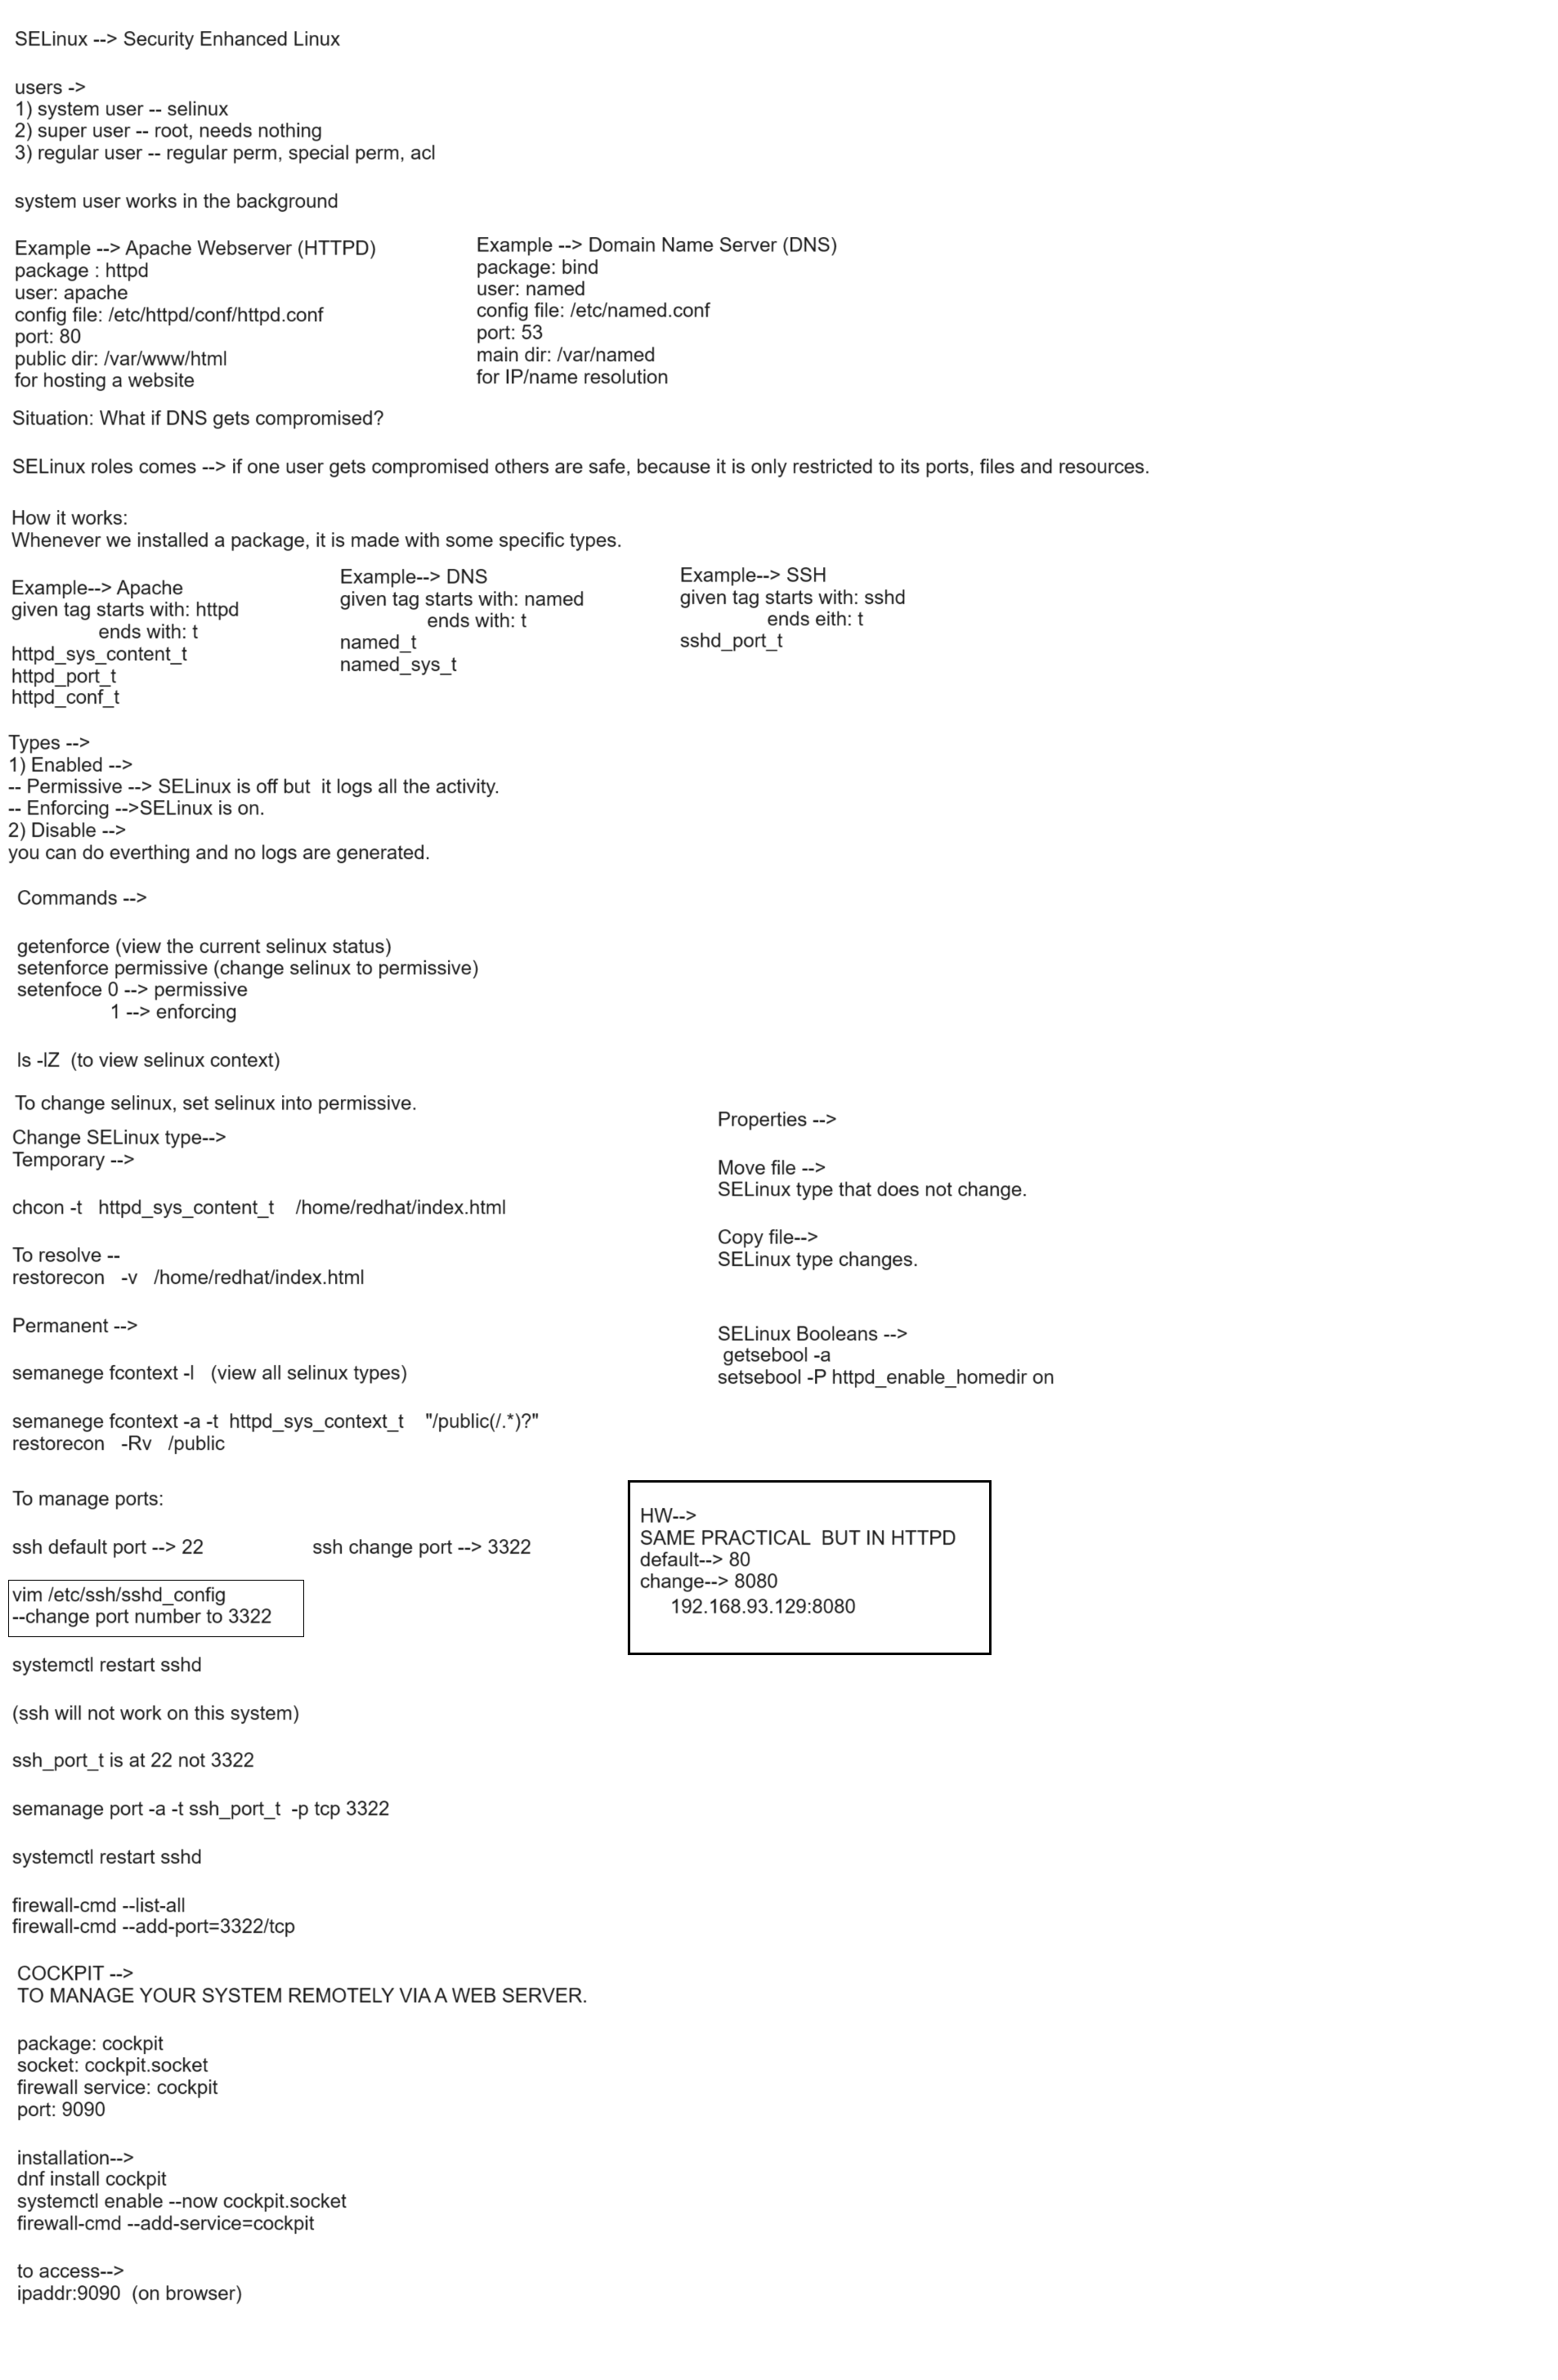 SELinux --> Security Enhanced Linux
users ->
1) system user -- selinux
2) super user -- root, needs nothing
3) regular user -- regular perm, special perm, acl
system user works in the background
Example --> Apache Webserver (HTTPD)
package : httpd
user: apache
config file: /etc/httpd/conf/httpd.conf
port: 80
public dir: /var/www/html
for hosting a website
Example --> Domain Name Server (DNS)
package: bind
user: named
config file: /etc/named.conf
port: 53
main dir: /var/named
for IP/name resolution
Situation: What if DNS gets compromised?
SELinux roles comes --> if one user gets compromised others are safe, because it is only restricted to its ports, files and resources.
How it works:
Whenever we installed a package, it is made with some specific types.
Example--> Apache
given tag starts with: httpd
ends with: t
httpd_sys_content_t
httpd_port_t
httpd_conf_t
Example--> DNS
given tag starts with: named
ends with: t
named_t
named_sys_t
Example--> SSH
given tag starts with: sshd
ends eith: t
sshd_port_t
Types -->
1) Enabled -->
-- Permissive --> SELinux is off but  it logs all the activity.
-- Enforcing -->SELinux is on.
2) Disable -->
you can do everthing and no logs are generated.
Commands -->
getenforce (view the current selinux status)
setenforce permissive (change selinux to permissive)
setenfoce 0 --> permissive
1 --> enforcing
ls -lZ  (to view selinux context)
To change selinux, set selinux into permissive.
Change SELinux type-->
Temporary -->
chcon -t   httpd_sys_content_t    /home/redhat/index.html
To resolve --
restorecon   -v   /home/redhat/index.html
Permanent -->
semanege fcontext -l   (view all selinux types)
semanege fcontext -a -t  httpd_sys_context_t    "/public(/.*)?"
restorecon   -Rv   /public
Properties -->
Move file -->
SELinux type that does not change.
Copy file-->
SELinux type changes.
SELinux Booleans -->
getsebool -a
setsebool -P httpd_enable_homedir on
To manage ports:
ssh default port --> 22
ssh change port --> 3322
vim /etc/ssh/sshd_config
--change port number to 3322
systemctl restart sshd
(ssh will not work on this system)
ssh_port_t is at 22 not 3322
semanage port -a -t ssh_port_t  -p tcp 3322
systemctl restart sshd
firewall-cmd --list-all
firewall-cmd --add-port=3322/tcp
HW-->
SAME PRACTICAL  BUT IN HTTPD
default--> 80
change--> 8080
192.168.93.129:8080
COCKPIT -->
TO MANAGE YOUR SYSTEM REMOTELY VIA A WEB SERVER.
package: cockpit
socket: cockpit.socket
firewall service: cockpit
port: 9090
installation-->
dnf install cockpit
systemctl enable --now cockpit.socket
firewall-cmd --add-service=cockpit
to access-->
ipaddr:9090  (on browser)